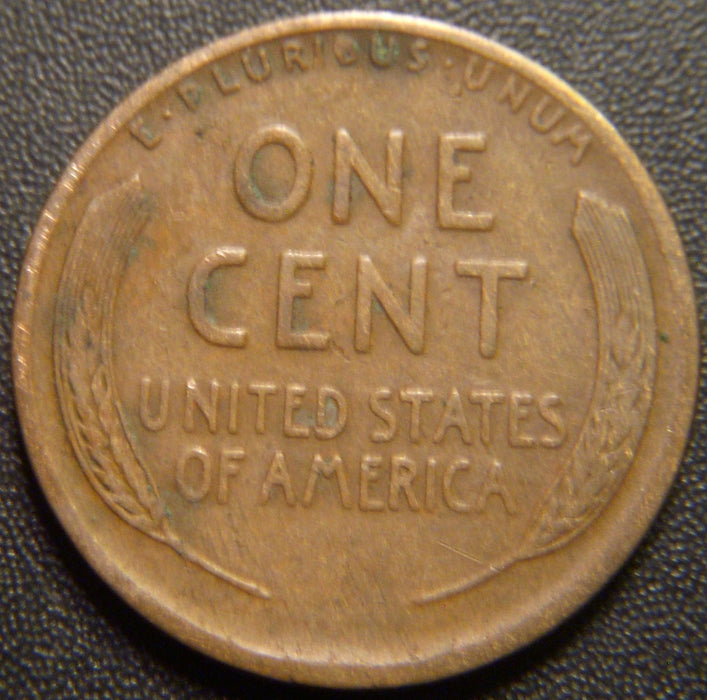 E·PLURIBUS·UNUM
ONE
CENT
UNITED STATES
OF AMERICA